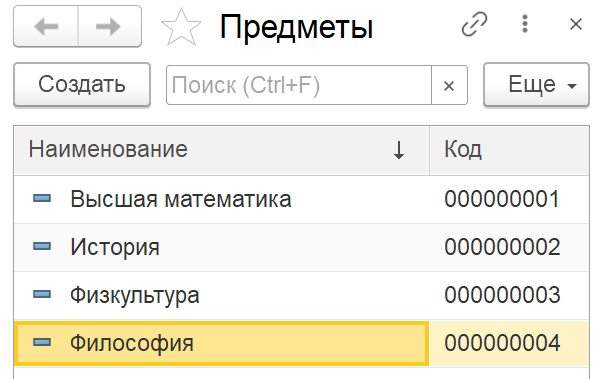 Предметы
Создать Поиск (Ctrl+F) × Еще
Наименование ↓ Код
Высшая математика 000000001
История 000000002
Физкультура 000000003
Философия 000000004